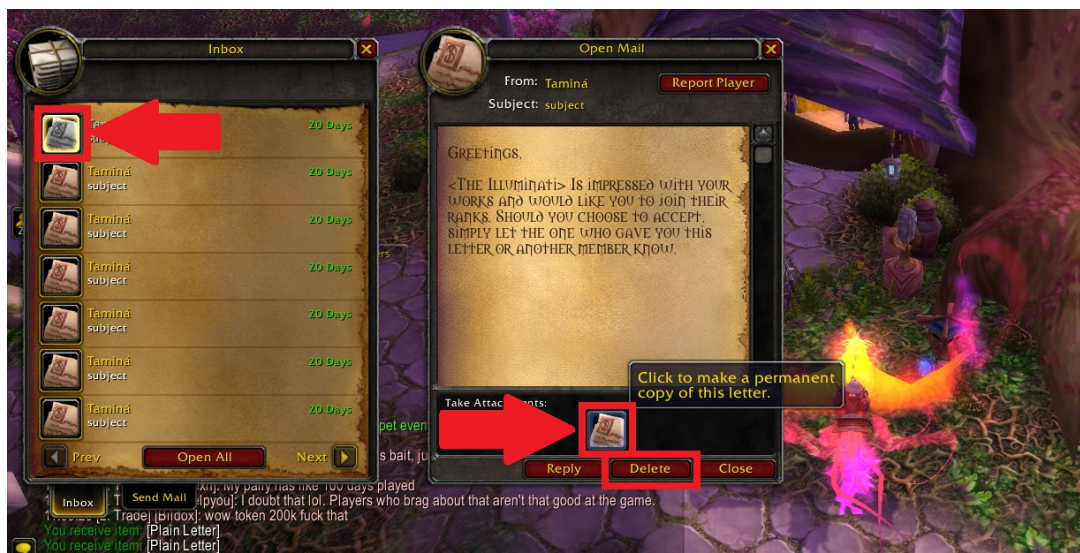 Inbox
20 Days
Taminá
20 Days
subject
Taminá
20 Days
subject
Taminá
20 Days
subject
Taminá
20 Days
subject
Taminá
20 Days
subject
Taminá
20 Days
subject
Prev
Open All
Next
Inbox
Send Mail
Open Mail
From: Taminá
Report Player
Subject: subject
Greetings,
<The Illuminati> Is impressed with your
works and would like you to join their
ranks. Should you choose to accept,
simply let the one who gave you this
letter or another member know.
Click to make a permanent
copy of this letter.
Reply
Delete
Close
pet even
s bait, ju
has like 100 days played
I doubt that lol. Players who brag about that aren't that good at the game.
wow token 200k fuck that
You receive item: [Plain Letter]
You receive item: [Plain Letter]